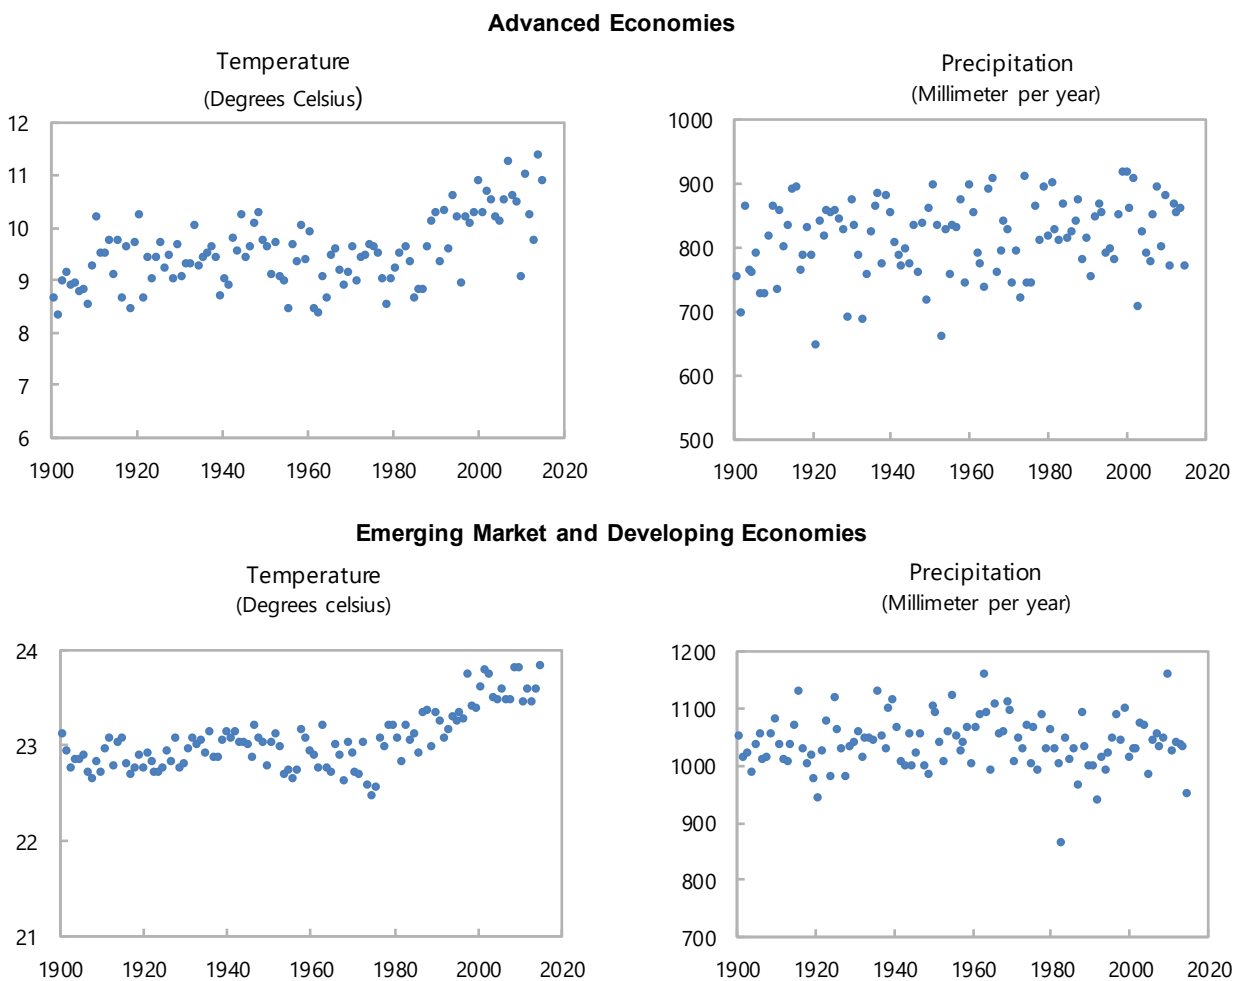 Advanced Economies
Temperature
(Degrees Celsius)
Precipitation
(Millimeter per year)
12
11
10
9
8
7
6
1900 1920 1940 1960 1980 2000 2020
1000
900
800
700
600
500
1900 1920 1940 1960 1980 2000 2020
Emerging Market and Developing Economies
Temperature
(Degrees celsius)
Precipitation
(Millimeter per year)
24
23
22
21
1900 1920 1940 1960 1980 2000 2020
1200
1100
1000
900
800
700
1900 1920 1940 1960 1980 2000 2020